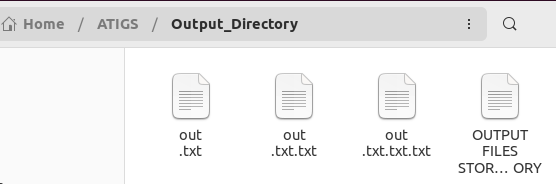 Home / ATIGS / Output_Directory
out
.txt
out
.txt.txt
out
.txt.txt.txt
OUTPUT
FILES
STOR… ORY